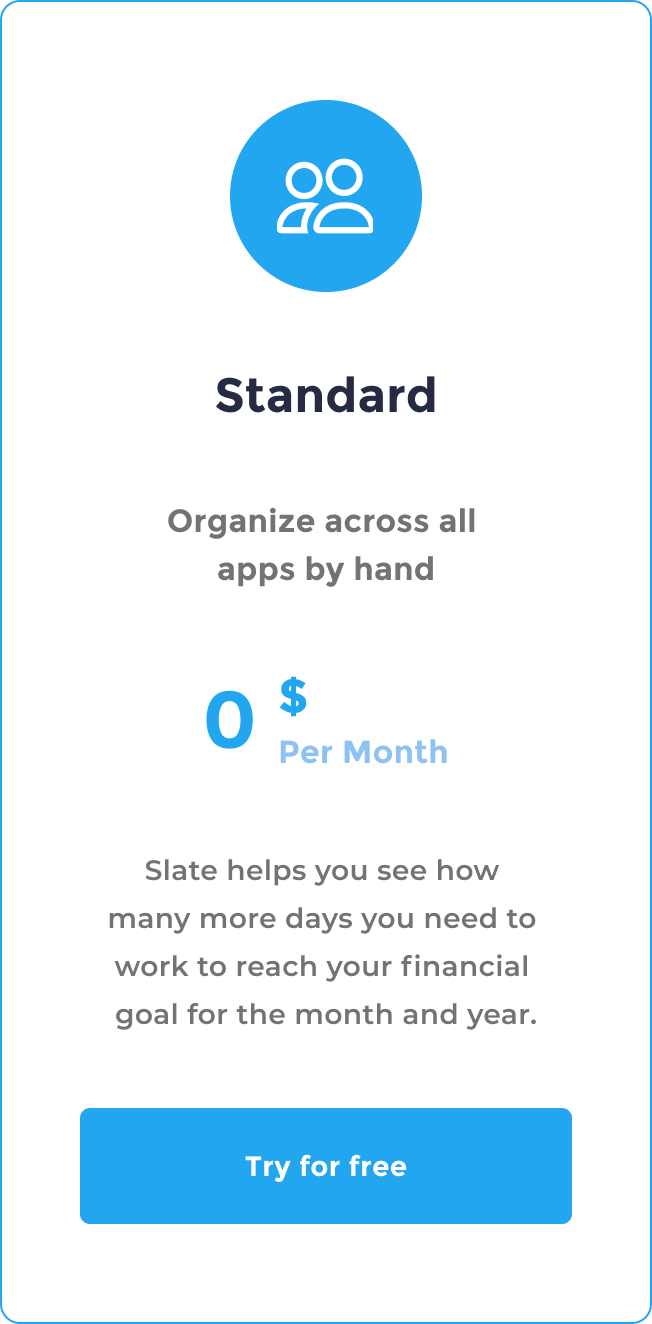 Standard
Organize across all
apps by hand
0 $
Per Month
Slate helps you see how
many more days you need to
work to reach your financial
goal for the month and year.
Try for free